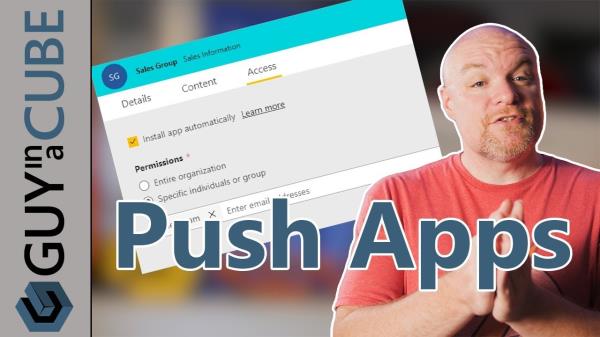 GUY in a CUBE
SG
Sales Group Sales Information
Details Content Access
Install app automatically Learn more
Permissions *
Entire organization
Specific individuals or group
Enter email addresses
Push Apps